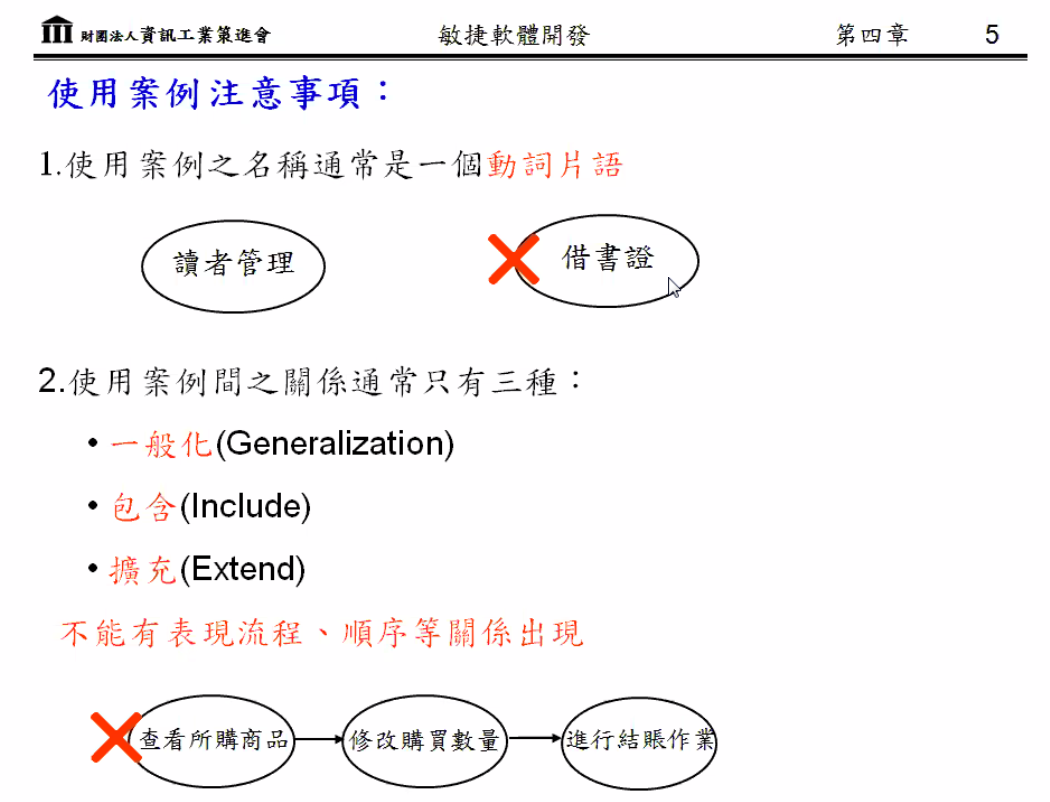 財團法人資訊工業策進會 敏捷軟體開發 第四章 5
使用案例注意事項：
1.使用案例之名稱通常是一個動詞片語
讀者管理 借書證
2.使用案例間之關係通常只有三種：
• 一般化(Generalization)
• 包含(Include)
• 擴充(Extend)
不能有表現流程、順序等關係出現
查看所購商品 修改購買數量 進行結賬作業